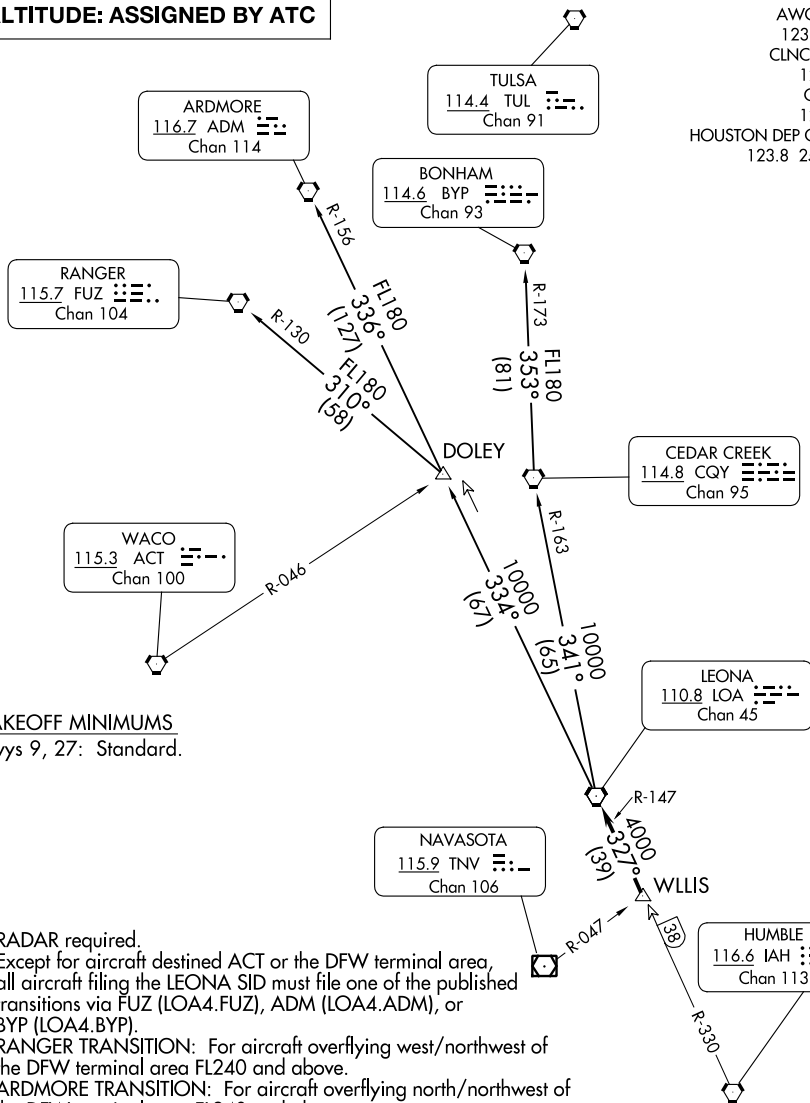 ALTITUDE: ASSIGNED BY ATC
123
CLNC
HOUSTON DEP
123.8
TULSA
114.4 TUL
Chan 91
ARDMORE
116.7 ADM
Chan 114
BONHAM
114.6 BYP
Chan 93
RANGER
115.7 FUZ
Chan 104
R-156
FL180
336°
(127)
R-130
FL180
310°
(58)
R-173
FL180
353°
(81)
DOLEY
CEDAR CREEK
114.8 CQY
Chan 95
R-163
WACO
115.3 ACT
Chan 100
R-046
10000
334°
(67)
10000
341°
(65)
LEONA
110.8 LOA
Chan 45
TAKEOFF MINIMUMS
Rwys 9, 27: Standard.
R-147
4000
327°
(39)
NAVASOTA
115.9 TNV
Chan 106
WLLIS
R-047
38
HUMBLE
116.6 IAH
Chan 113
R-330
RADAR required.
Except for aircraft destined ACT or the DFW terminal area,
all aircraft filing the LEONA SID must file one of the published
transitions via FUZ (LOA4.FUZ), ADM (LOA4.ADM), or
BYP (LOA4.BYP).
RANGER TRANSITION: For aircraft overflying west/northwest of
the DFW terminal area FL240 and above.
ARDMORE TRANSITION: For aircraft overflying north/northwest of